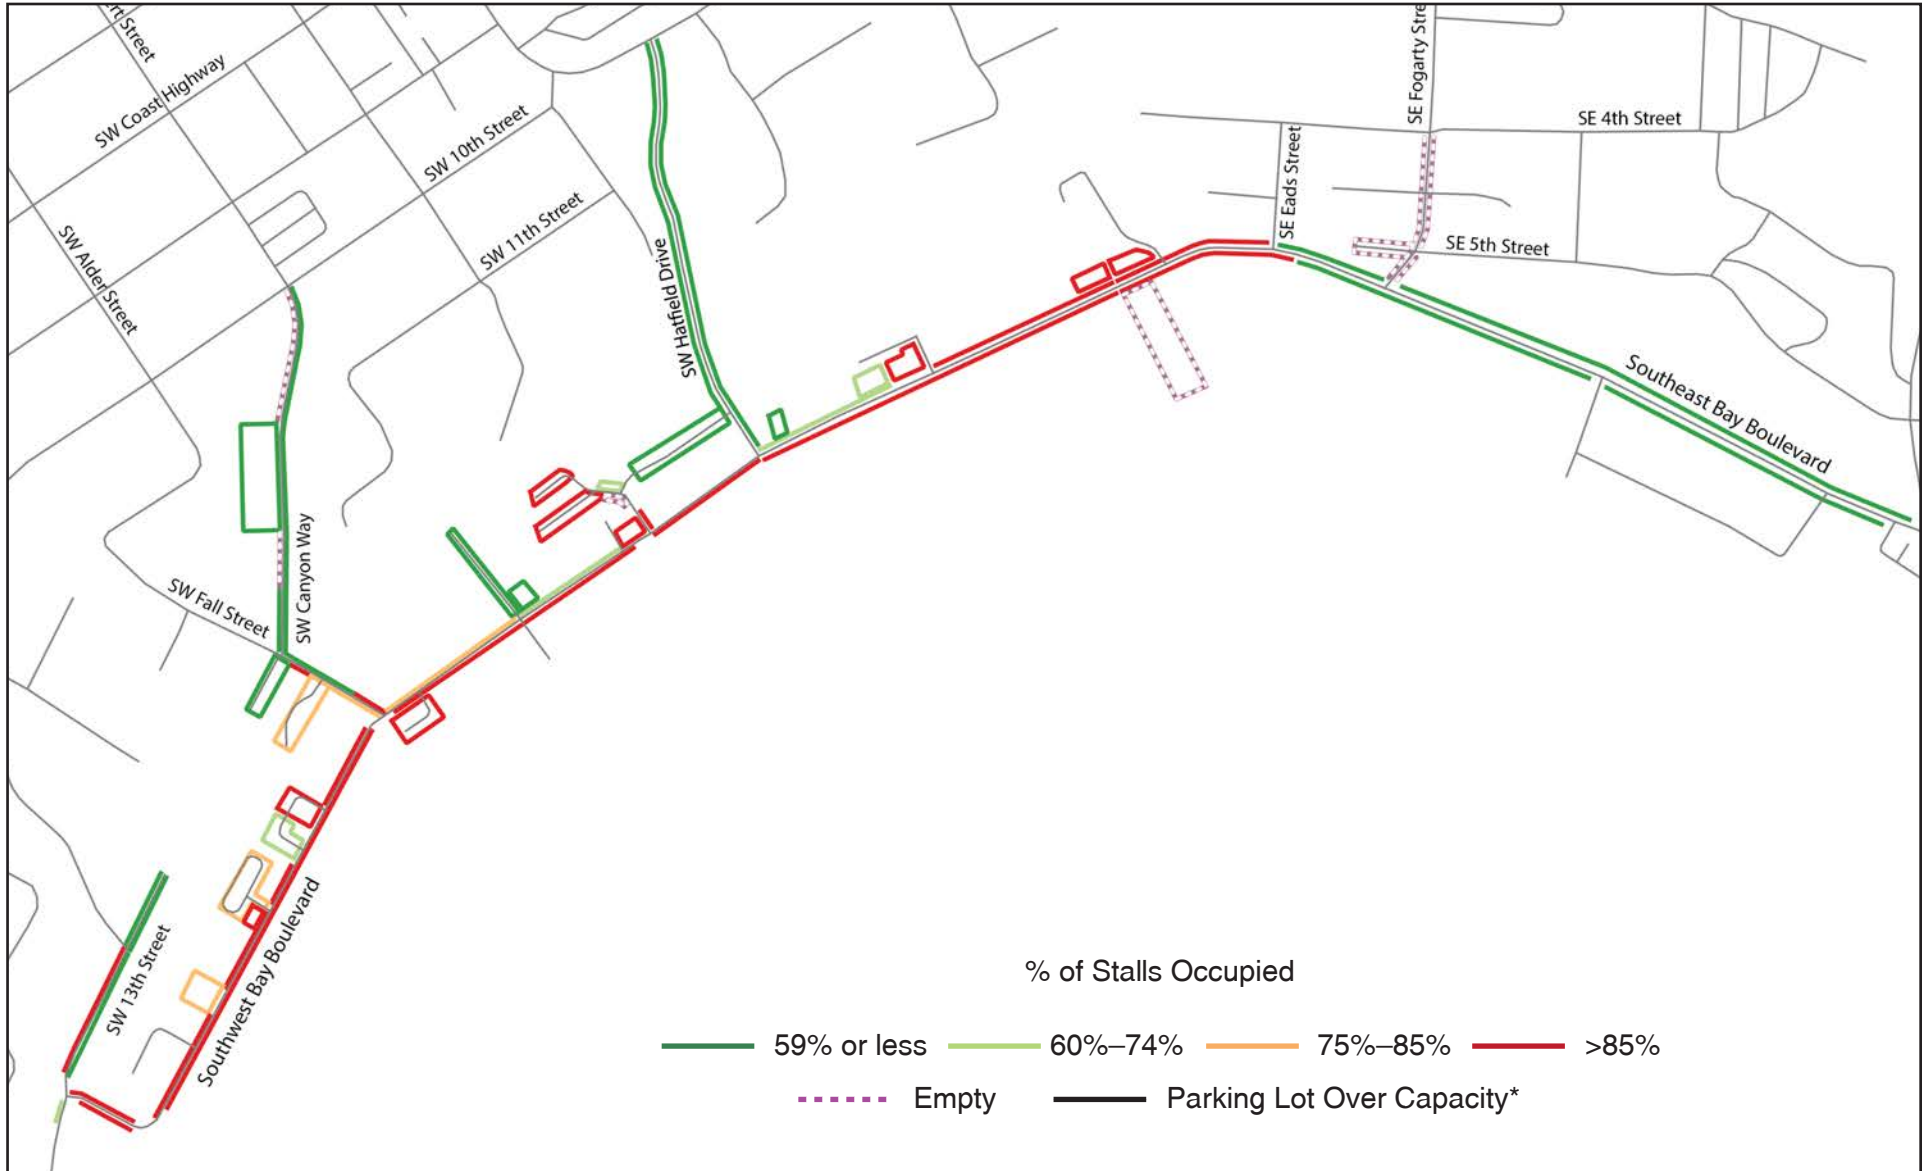 ert Street
SW Coast Highway
SW 10th Street
SW 11th Street
SW Alder Street
SW Hatfield Drive
SE Fogarty Stre
SE 4th Street
SE Eads Street
SE 5th Street
Southeast Bay Boulevard
SW Canyon Way
SW Fall Street
SW 13th Street
Southwest Bay Boulevard
% of Stalls Occupied
59% or less 60%–74% 75%–85% >85%
Empty Parking Lot Over Capacity*